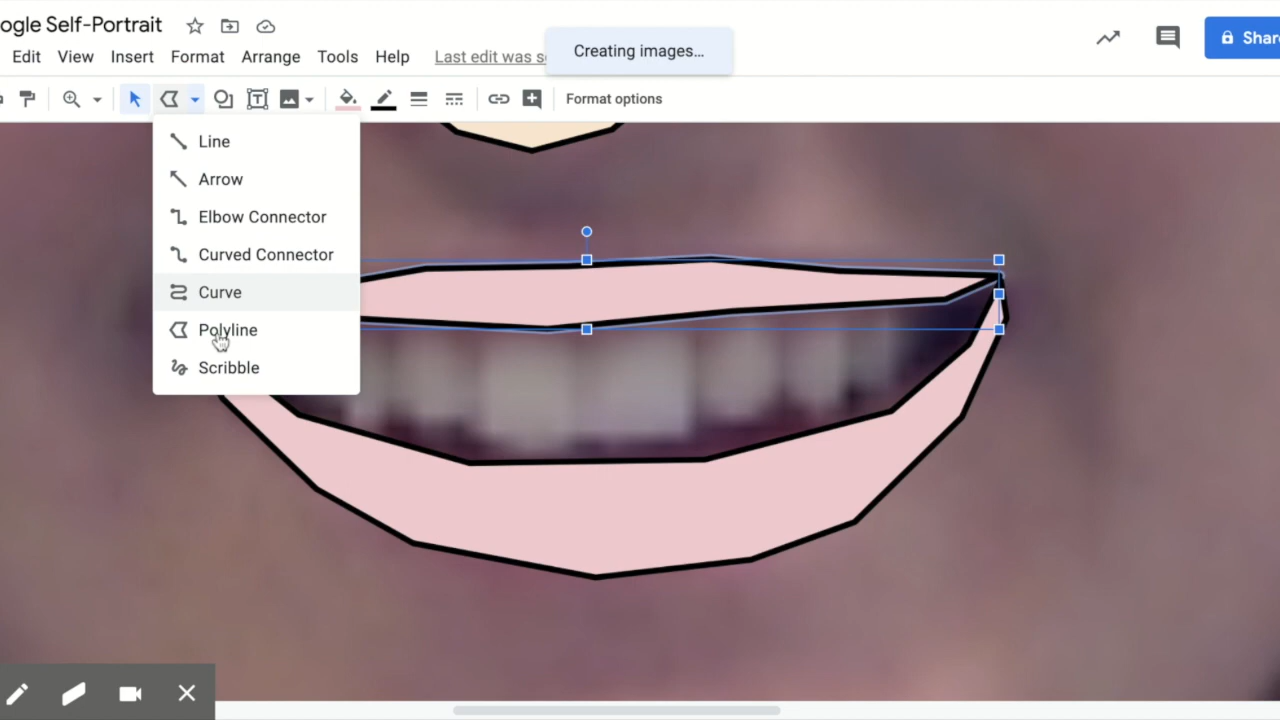 ogle Self-Portrait
Edit View Insert Format Arrange Tools Help Last edit was s
Creating images...
Shar
Format options
Line
Arrow
Elbow Connector
Curved Connector
Curve
Polyline
Scribble